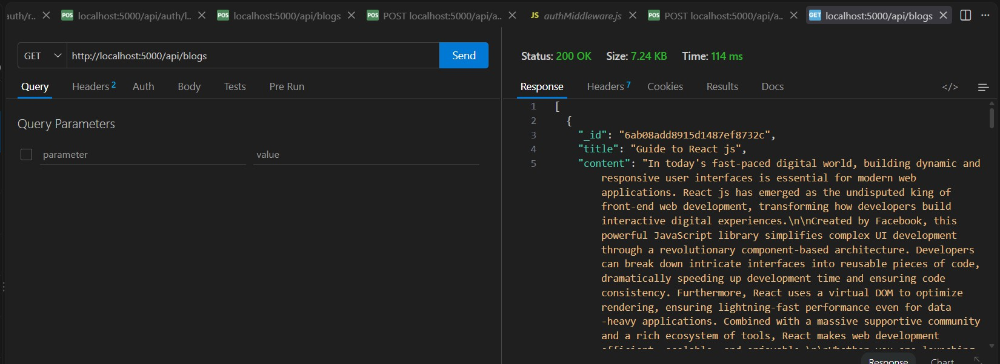 auth/r..
POS localhost:5000/api/auth/l..
POS localhost:5000/api/blogs
POS POST localhost:5000/api/a..
JS authMiddleware.js
POS POST localhost:5000/api/a..
GET localhost:5000/api/blogs
GET http://localhost:5000/api/blogs Send
Query Headers 2 Auth Body Tests Pre Run
Query Parameters
parameter value
Status: 200 OK Size: 7.24 KB Time: 114 ms
Response Headers 7 Cookies Results Docs </>
1 [
2 {
3 "_id": "6ab08add8915d1487ef8732c",
4 "title": "Guide to React js",
5 "content": "In today's fast-paced digital world, building dynamic and
responsive user interfaces is essential for modern web
applications. React js has emerged as the undisputed king of
front-end web development, transforming how developers build
interactive digital experiences.\n\nCreated by Facebook, this
powerful JavaScript library simplifies complex UI development
through a revolutionary component-based architecture. Developers
can break down intricate interfaces into reusable pieces of code,
dramatically speeding up development time and ensuring code
consistency. Furthermore, React uses a virtual DOM to optimize
rendering, ensuring lightning-fast performance even for data
-heavy applications. Combined with a massive supportive community
and a rich ecosystem of tools, React makes web development
Response Chart